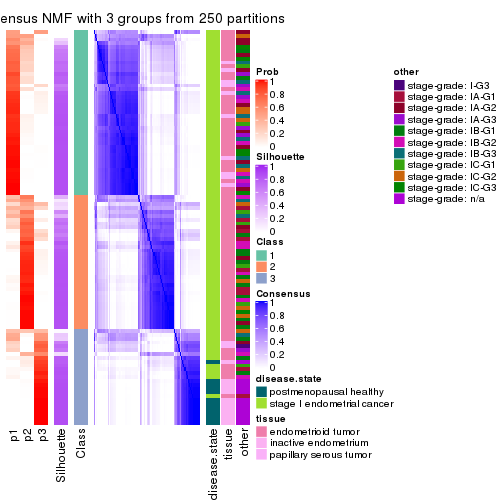 ensus NMF with 3 groups from 250 partitions
Prob
1
0.8
0.6
0.4
0.2
0
Silhouette
1
0.8
0.6
0.4
0.2
0
Class
1
2
3
Consensus
1
0.8
0.6
0.4
0.2
0
disease.state
postmenopausal healthy
stage I endometrial cancer
tissue
endometrioid tumor
inactive endometrium
papillary serous tumor
other
stage-grade: I-G3
stage-grade: IA-G1
stage-grade: IA-G2
stage-grade: IA-G3
stage-grade: IB-G1
stage-grade: IB-G2
stage-grade: IB-G3
stage-grade: IC-G1
stage-grade: IC-G2
stage-grade: IC-G3
stage-grade: n/a
p1
p2
p3
Silhouette
Class
disease.state
tissue
other